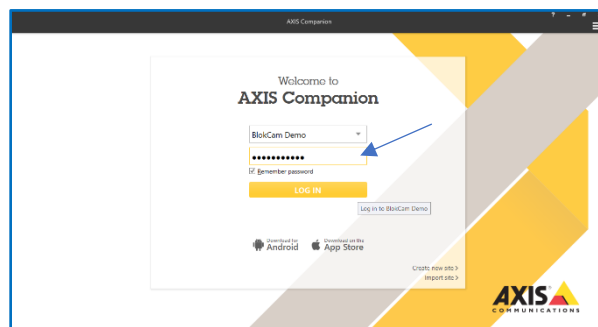 AXIS Companion
Welcome to
AXIS Companion
BlokCam Demo
•••••••••••
Remember password
LOG IN
Log in to BlokCam Demo
Download for
Android
Download on the
App Store
Create new site >
Import site >
AXIS
COMMUNICATIONS